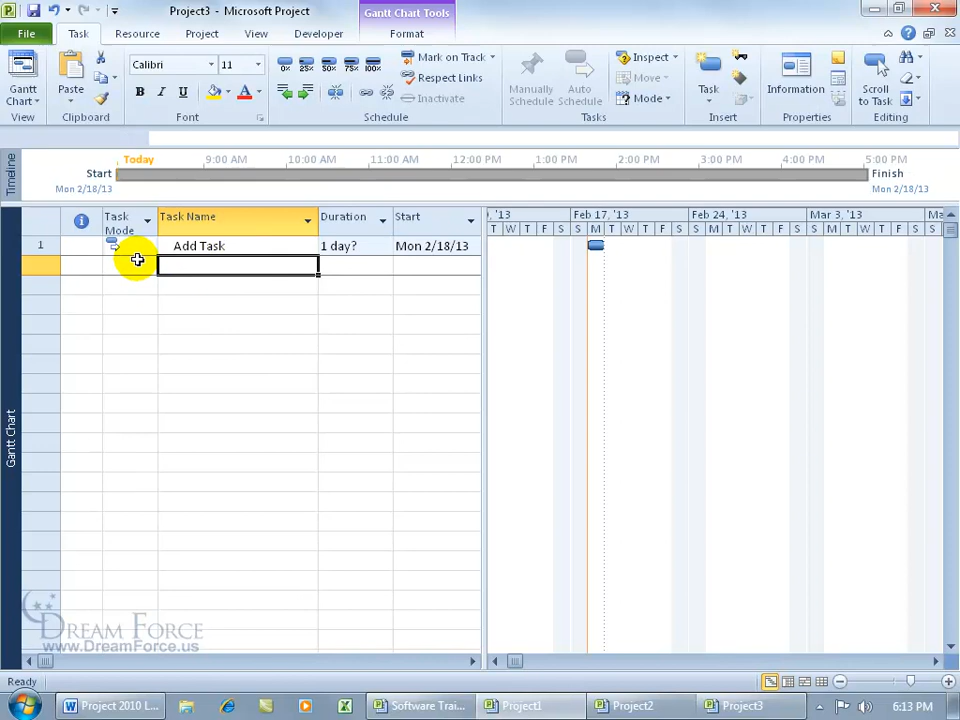 Project3 - Microsoft Project
Gantt Chart Tools
File
Task
Resource
Project
View
Developer
Format
Gantt Chart
View
Paste
Clipboard
Calibri
11
B I U
A
Font
0% 25% 50% 75% 100%
Mark on Track
Respect Links
Inactivate
Schedule
Manually Schedule
Auto Schedule
Inspect
Move
Mode
Tasks
Task
Insert
Information
Properties
Scroll to Task
Editing
Timeline
Today
9:00 AM
10:00 AM
11:00 AM
12:00 PM
1:00 PM
2:00 PM
3:00 PM
4:00 PM
5:00 PM
Start
Mon 2/18/13
Finish
Mon 2/18/13
Task Mode
Task Name
Duration
Start
, '13
Feb 17, '13
Feb 24, '13
Mar 3, '13
T W T F S S M T W T F S S M T W T F S S M T W T F S S M T
1
Add Task
1 day?
Mon 2/18/13
Gantt Chart
DREAM FORCE
www.DreamForce.us
Ready
Project 2010 L...
Software Trai...
Project1
Project2
Project3
6:13 PM